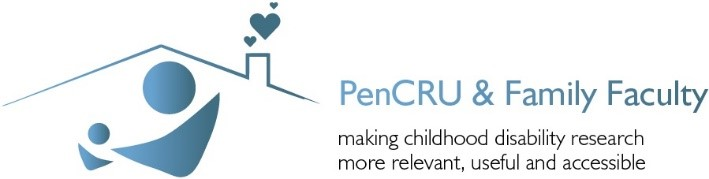 PenCRU & Family Faculty
making childhood disability research
more relevant, useful and accessible